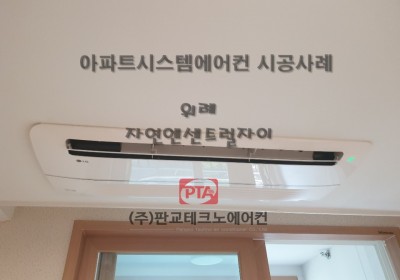 아파트시스템에어컨 시공사례
위례
자연앤센트럴자이
LG
PTA
(주)판교테크노에어컨